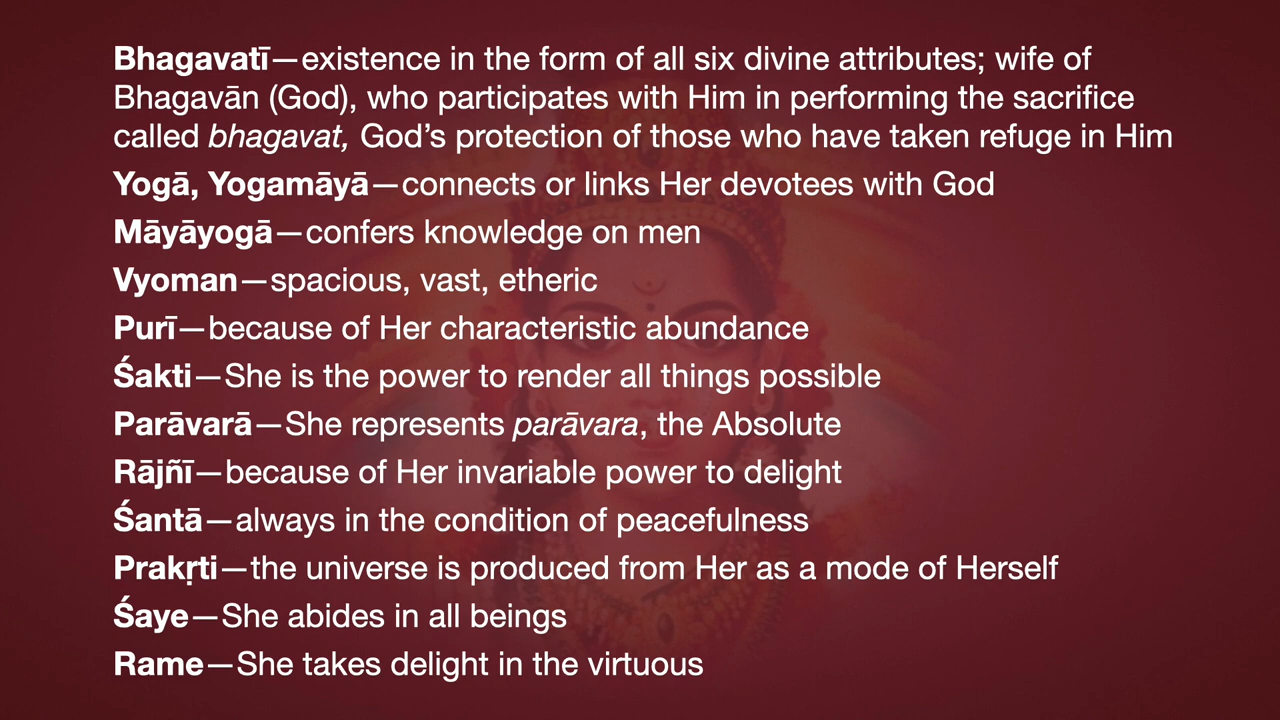 Bhagavatī—existence in the form of all six divine attributes; wife of
Bhagavān (God), who participates with Him in performing the sacrifice
called bhagavat, God’s protection of those who have taken refuge in Him
Yogā, Yogamāyā—connects or links Her devotees with God
Māyāyogā—confers knowledge on men
Vyoman—spacious, vast, etheric
Purī—because of Her characteristic abundance
Śakti—She is the power to render all things possible
Parāvarā—She represents parāvara, the Absolute
Rājñī—because of Her invariable power to delight
Śantā—always in the condition of peacefulness
Prakṛti—the universe is produced from Her as a mode of Herself
Śaye—She abides in all beings
Rame—She takes delight in the virtuous